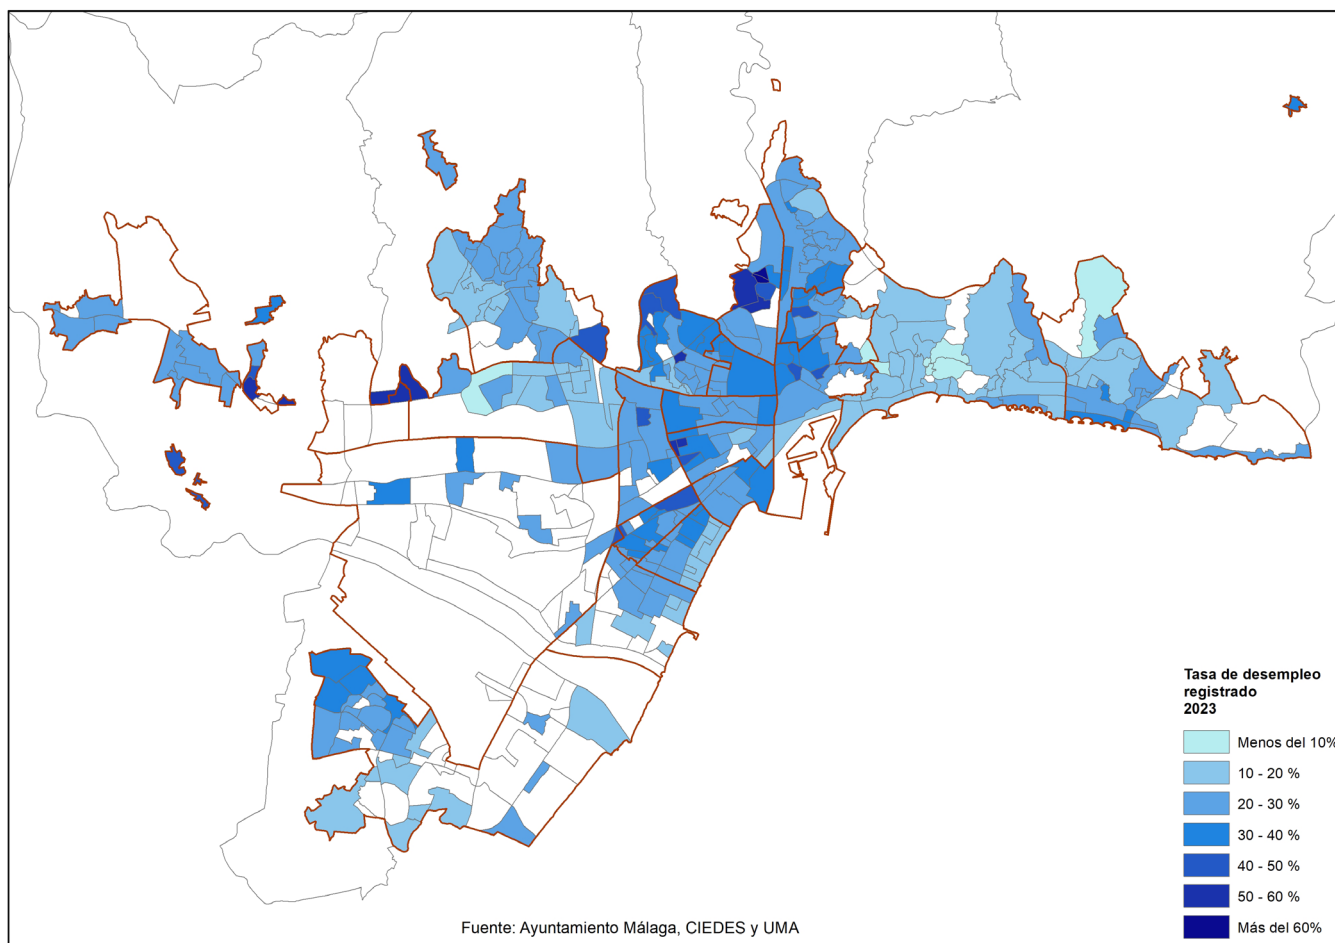 Tasa de desempleo
registrado
2023
Menos del 10%
10 - 20 %
20 - 30 %
30 - 40 %
40 - 50 %
50 - 60 %
Más del 60%
Fuente: Ayuntamiento Málaga, CIEDES y UMA